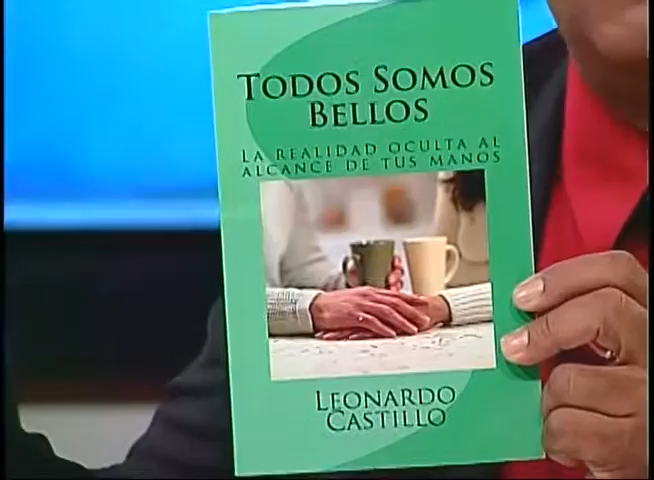 TODOS SOMOS
BELLOS
LA REALIDAD OCULTA AL
ALCANCE DE TUS MANOS
LEONARDO
CASTILLO